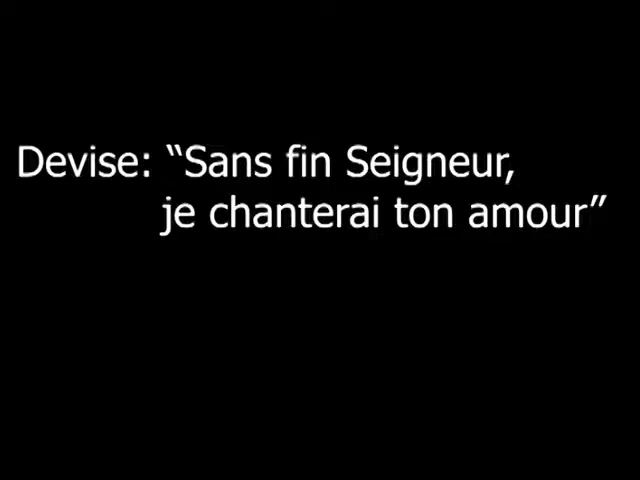 Devise: “Sans fin Seigneur,
je chanterai ton amour”